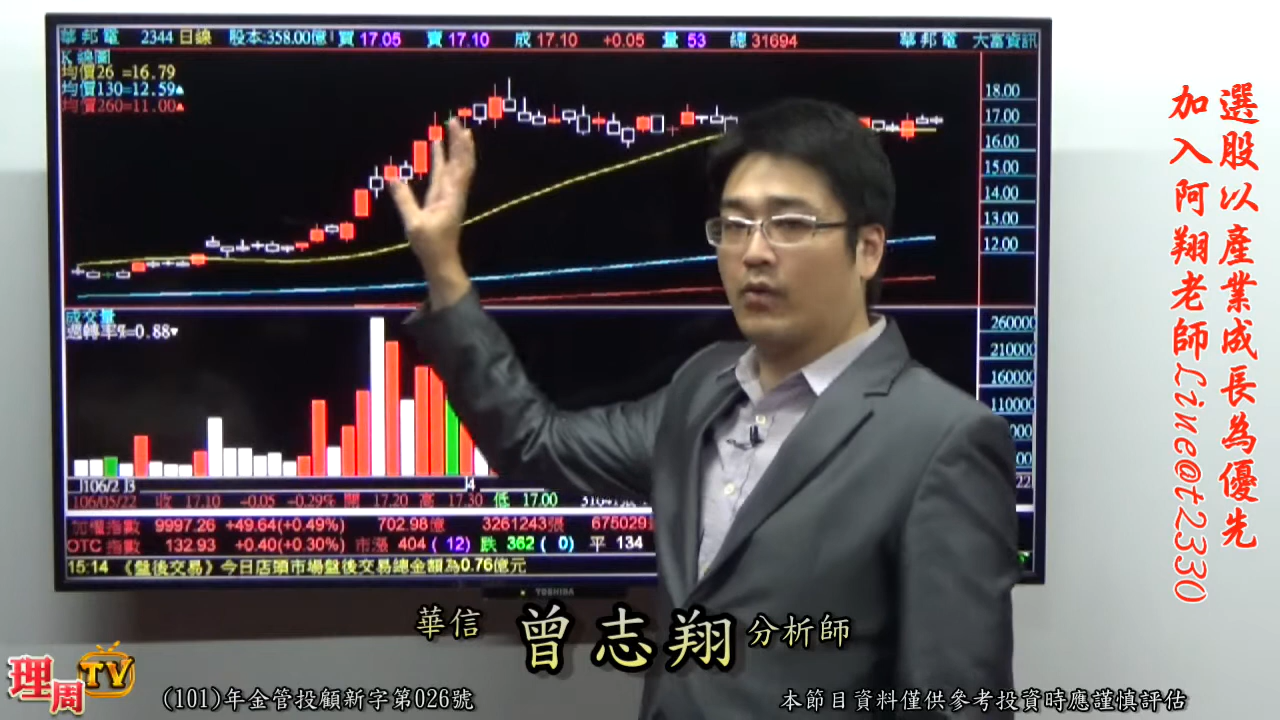 華邦電 2344 日線 股本:358.00億 買 17.05 賣 17.10 成 17.10 +0.05 量 53 總 31694 華邦電 大富資訊
K 線圖
均價26 =16.79
均價130=12.59▲
均價260=11.00▲
18.00
17.00
16.00
15.00
14.00
13.00
12.00
成交量
週轉率%=0.88▼
260000
210000
160000
110000
106/2 3 4
106/05/22 收 17.10 -0.05 -0.29% 開 17.20 高 17.30 低 17.00
加權指數 9997.26 +49.64(+0.49%) 702.98億 3261243張 675029
OTC 指數 132.93 +0.40(+0.30%) 市漲 404 ( 12) 跌 362 ( 0) 平 134
15:14 《盤後交易》今日店頭市場盤後交易總金額為0.76億元
TOSHIBA
選股以產業成長為優先
加入阿翔老師Line@t2330
華信 曾志翔 分析師
理周TV
(101)年金管投顧新字第026號
本節目資料僅供參考投資時應謹慎評估